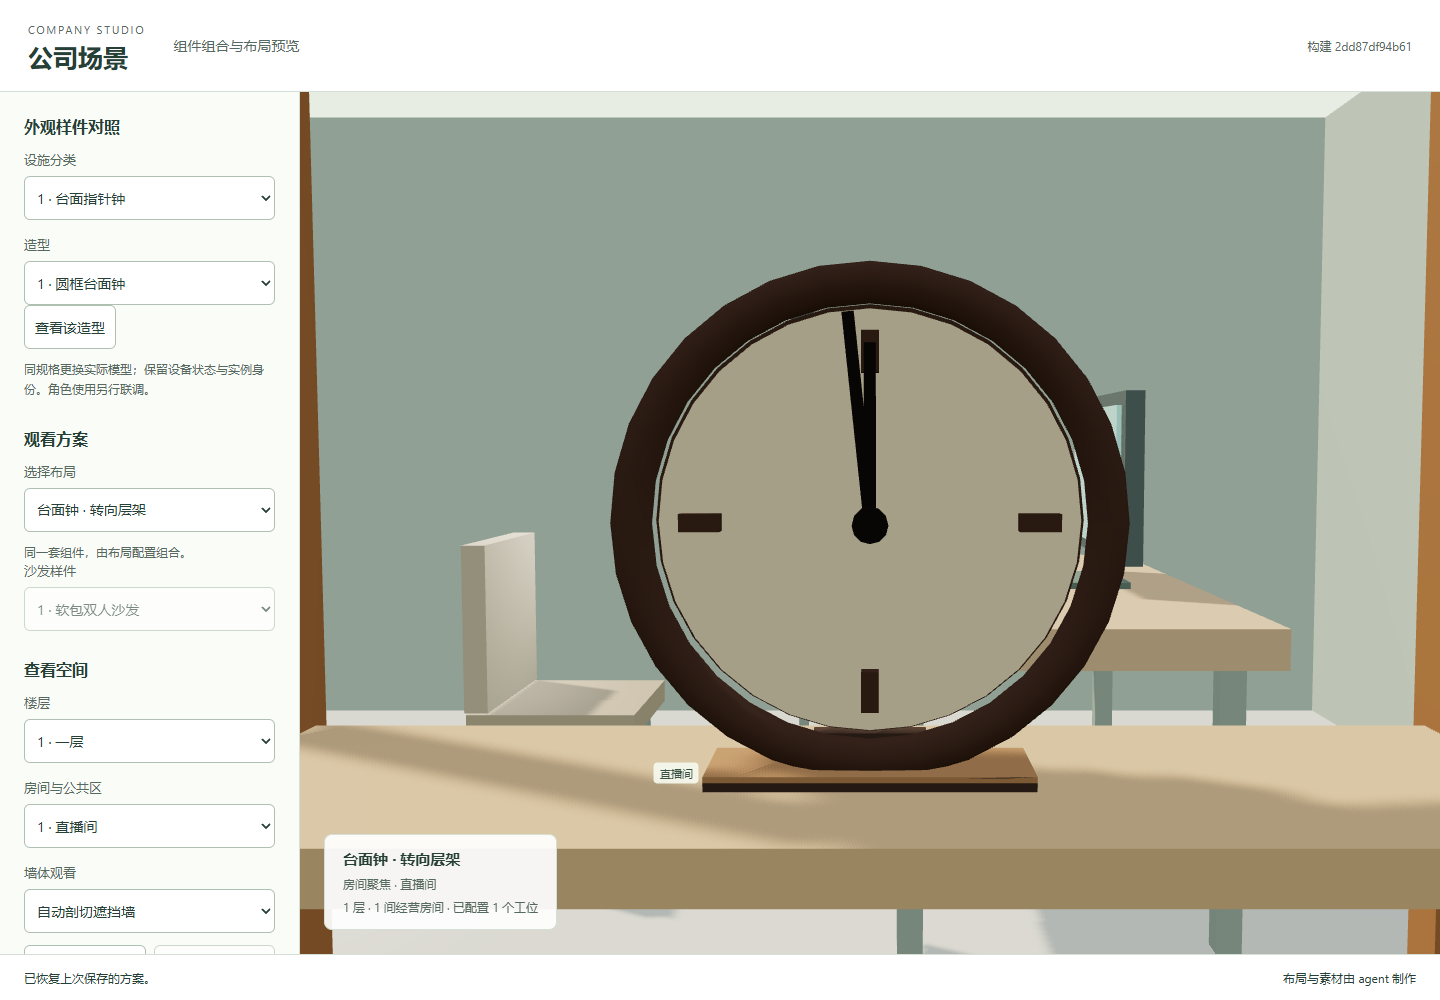 COMPANY STUDIO
公司场景
组件组合与布局预览
构建 2dd87df94b61
外观样件对照
设施分类
1 · 台面指针钟
造型
1 · 圆框台面钟
查看该造型
同规格更换实际模型；保留设备状态与实例身
份。角色使用另行联调。
观看方案
选择布局
台面钟 · 转向层架
同一套组件，由布局配置组合。
沙发样件
1 · 软包双人沙发
查看空间
楼层
1 · 一层
房间与公共区
1 · 直播间
墙体观看
自动剖切遮挡墙
直播间
台面钟 · 转向层架
房间聚焦 · 直播间
1 层 · 1 间经营房间 · 已配置 1 个工位
已恢复上次保存的方案。
布局与素材由 agent 制作